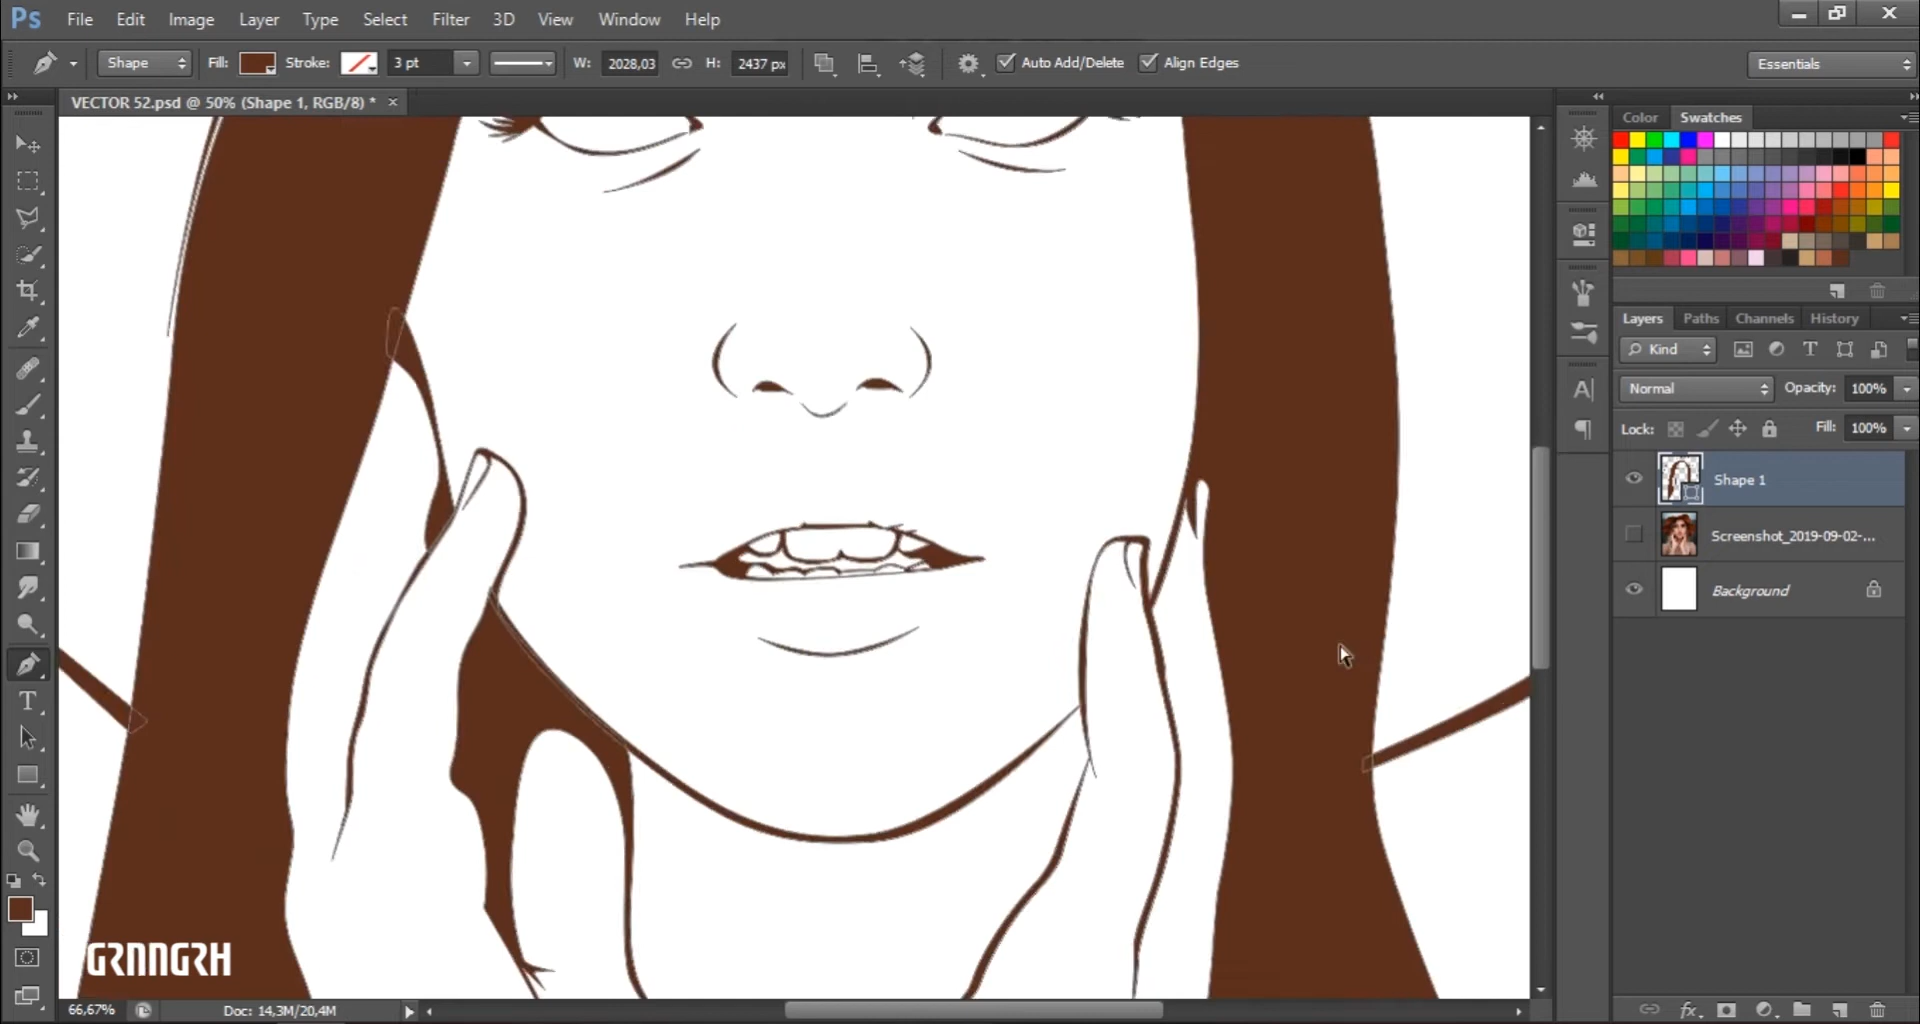 Ps File Edit Image Layer Type Select Filter 3D View Window Help
Shape Fill: Stroke: 3 pt W: 2028,03 H: 2437 px Auto Add/Delete Align Edges Essentials
VECTOR 52.psd @ 50% (Shape 1, RGB/8) * ×
Color Swatches
Layers Paths Channels History
Kind
Normal Opacity: 100%
Lock: Fill: 100%
Shape 1
Screenshot_2019-09-02-...
Background
GRNNGRH
66,67% Doc: 14,3M/20,4M